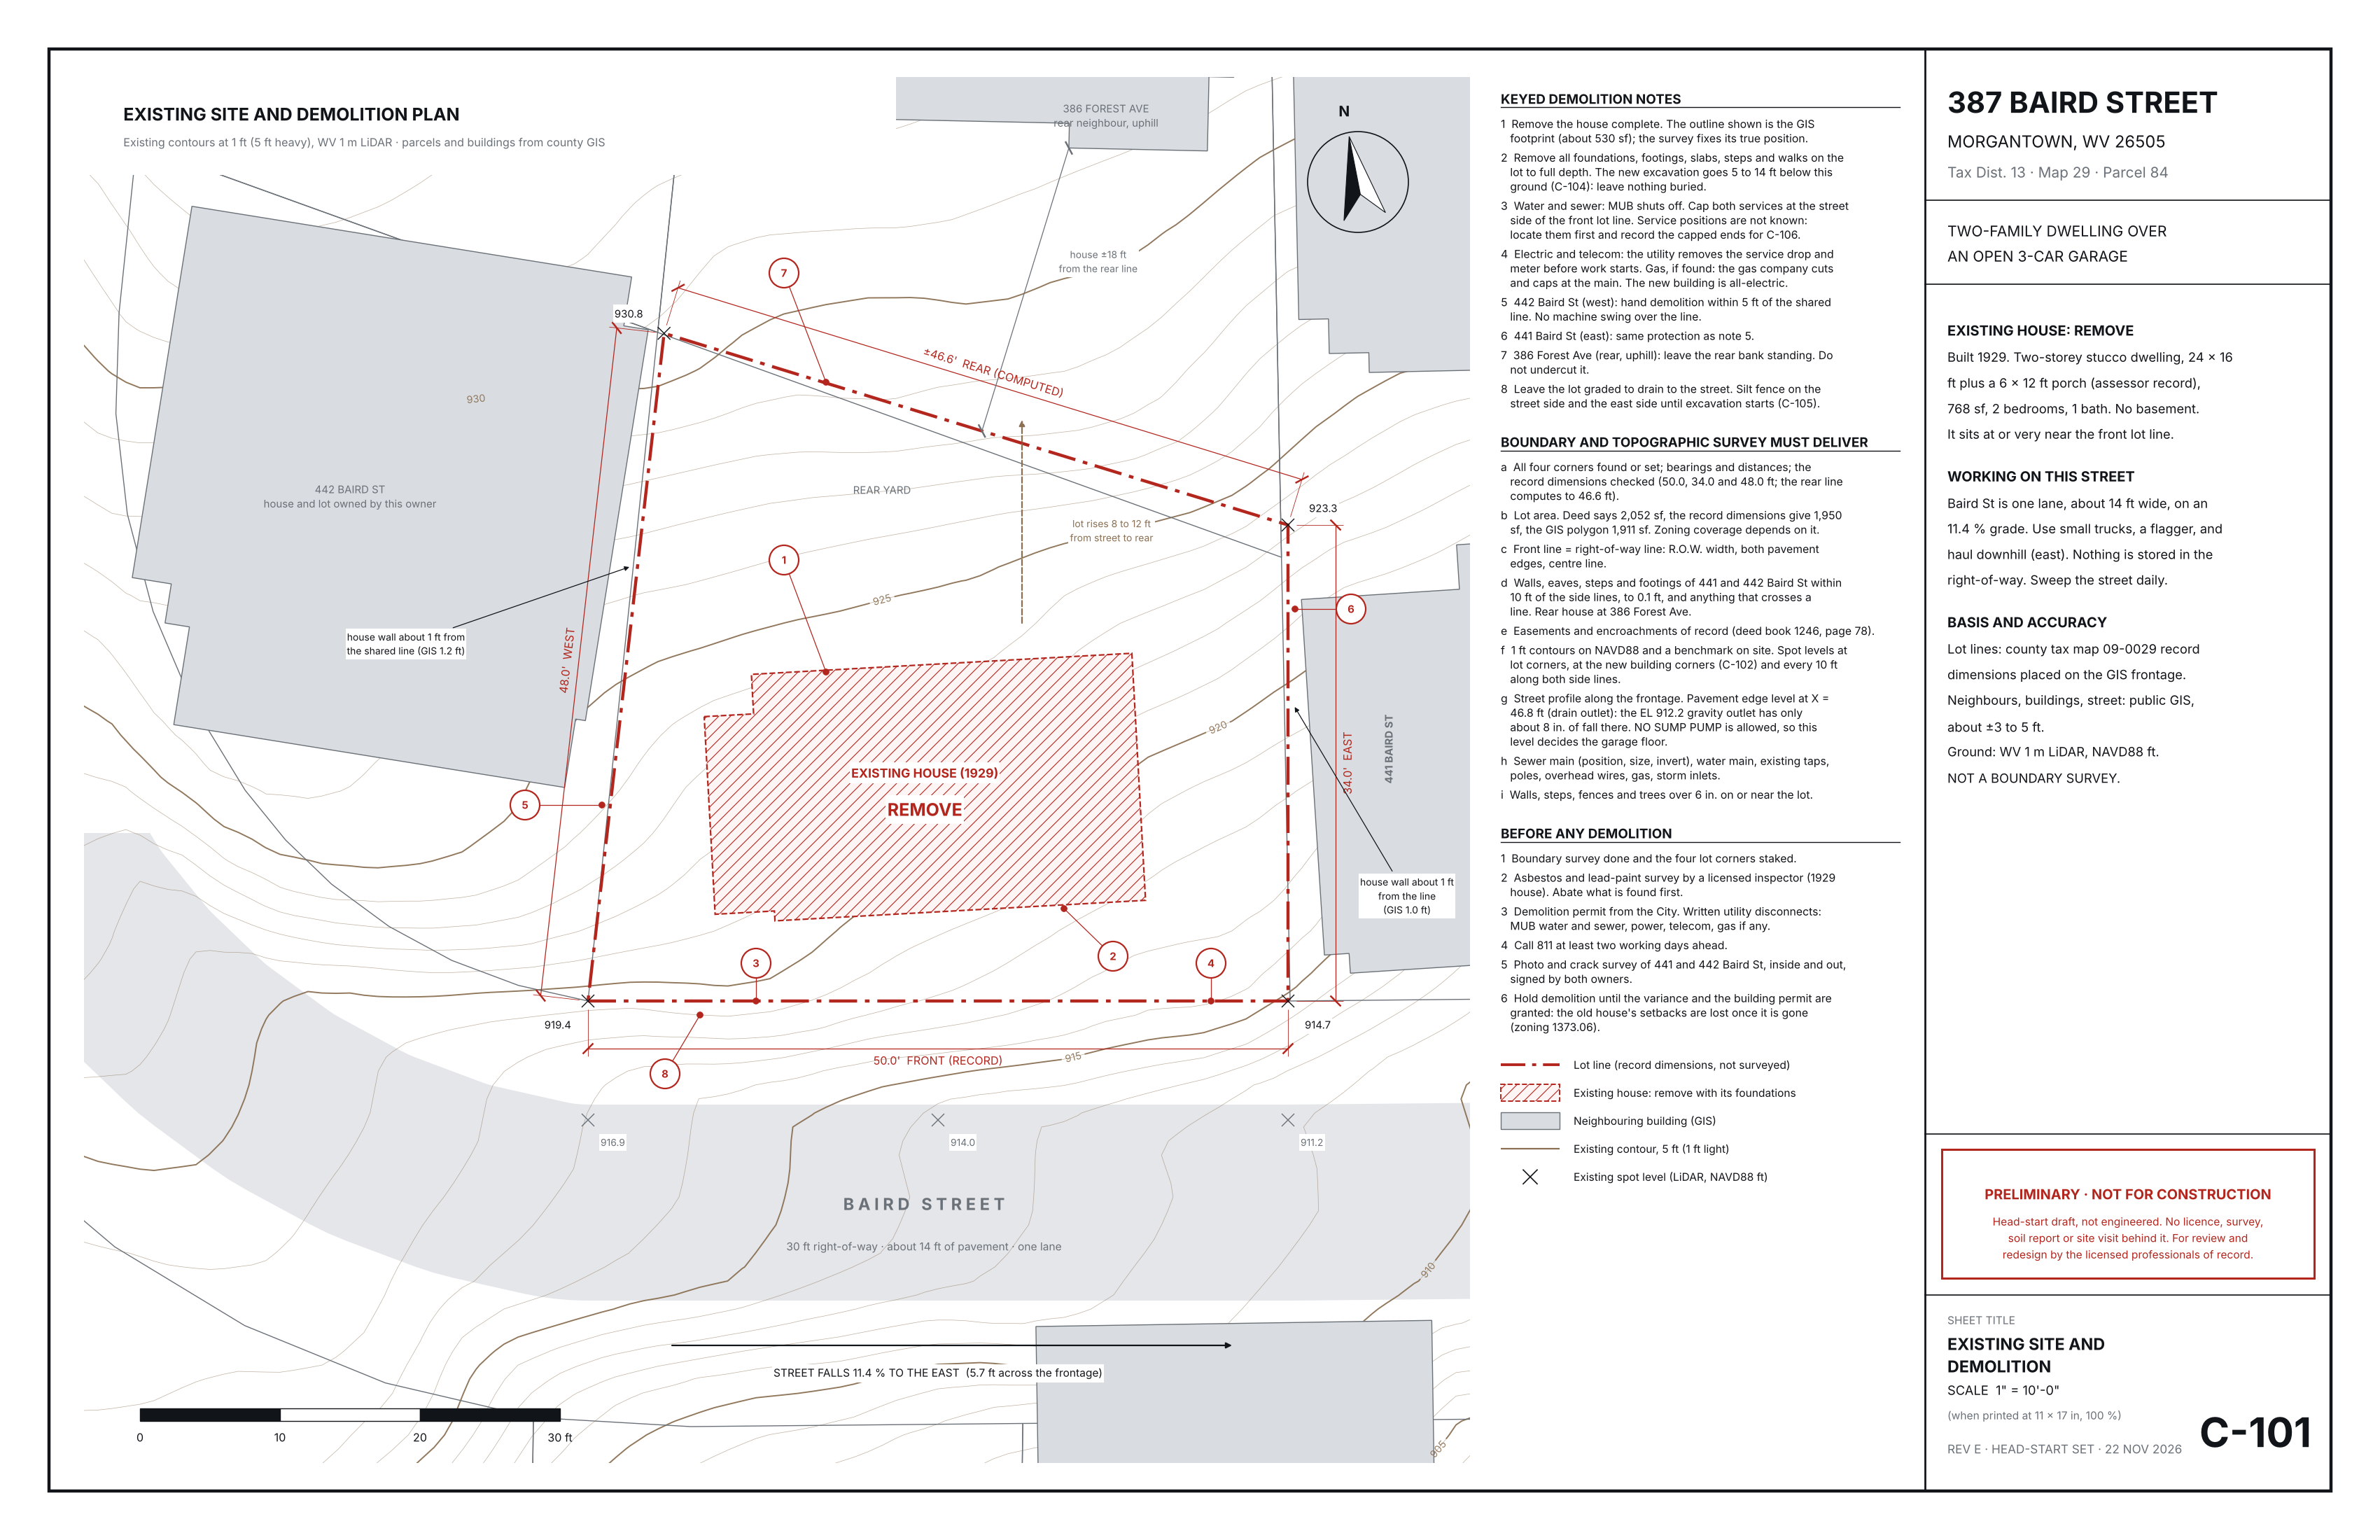 EXISTING SITE AND DEMOLITION PLAN
Existing contours at 1 ft (5 ft heavy), WV 1 m LiDAR · parcels and buildings from county GIS
386 FOREST AVE
rear neighbour, uphill
N
house ±18 ft
from the rear line
7
930.8
±46.6' REAR (COMPUTED)
930
442 BAIRD ST
house and lot owned by this owner
REAR YARD
923.3
lot rises 8 to 12 ft
from street to rear
1
925
6
house wall about 1 ft from
the shared line (GIS 1.2 ft)
48.0' WEST
920
441 BAIRD ST
34.0' EAST
EXISTING HOUSE (1929)
REMOVE
5
house wall about 1 ft
from the line
(GIS 1.0 ft)
3
2
4
919.4
914.7
50.0' FRONT (RECORD)
915
8
916.9
914.0
911.2
BAIRD STREET
30 ft right-of-way · about 14 ft of pavement · one lane
910
STREET FALLS 11.4 % TO THE EAST (5.7 ft across the frontage)
905
0
10
20
30 ft
KEYED DEMOLITION NOTES
1 Remove the house complete. The outline shown is the GIS
footprint (about 530 sf); the survey fixes its true position.
2 Remove all foundations, footings, slabs, steps and walks on the
lot to full depth. The new excavation goes 5 to 14 ft below this
ground (C-104): leave nothing buried.
3 Water and sewer: MUB shuts off. Cap both services at the street
side of the front lot line. Service positions are not known:
locate them first and record the capped ends for C-106.
4 Electric and telecom: the utility removes the service drop and
meter before work starts. Gas, if found: the gas company cuts
and caps at the main. The new building is all-electric.
5 442 Baird St (west): hand demolition within 5 ft of the shared
line. No machine swing over the line.
6 441 Baird St (east): same protection as note 5.
7 386 Forest Ave (rear, uphill): leave the rear bank standing. Do
not undercut it.
8 Leave the lot graded to drain to the street. Silt fence on the
street side and the east side until excavation starts (C-105).
BOUNDARY AND TOPOGRAPHIC SURVEY MUST DELIVER
a All four corners found or set; bearings and distances; the
record dimensions checked (50.0, 34.0 and 48.0 ft; the rear line
computes to 46.6 ft).
b Lot area. Deed says 2,052 sf, the record dimensions give 1,950
sf, the GIS polygon 1,911 sf. Zoning coverage depends on it.
c Front line = right-of-way line: R.O.W. width, both pavement
edges, centre line.
d Walls, eaves, steps and footings of 441 and 442 Baird St within
10 ft of the side lines, to 0.1 ft, and anything that crosses a
line. Rear house at 386 Forest Ave.
e Easements and encroachments of record (deed book 1246, page 78).
f 1 ft contours on NAVD88 and a benchmark on site. Spot levels at
lot corners, at the new building corners (C-102) and every 10 ft
along both side lines.
g Street profile along the frontage. Pavement edge level at X =
46.8 ft (drain outlet): the EL 912.2 gravity outlet has only
about 8 in. of fall there. NO SUMP PUMP is allowed, so this
level decides the garage floor.
h Sewer main (position, size, invert), water main, existing taps,
poles, overhead wires, gas, storm inlets.
i Walls, steps, fences and trees over 6 in. on or near the lot.
BEFORE ANY DEMOLITION
1 Boundary survey done and the four lot corners staked.
2 Asbestos and lead-paint survey by a licensed inspector (1929
house). Abate what is found first.
3 Demolition permit from the City. Written utility disconnects:
MUB water and sewer, power, telecom, gas if any.
4 Call 811 at least two working days ahead.
5 Photo and crack survey of 441 and 442 Baird St, inside and out,
signed by both owners.
6 Hold demolition until the variance and the building permit are
granted: the old house's setbacks are lost once it is gone
(zoning 1373.06).
Lot line (record dimensions, not surveyed)
Existing house: remove with its foundations
Neighbouring building (GIS)
Existing contour, 5 ft (1 ft light)
Existing spot level (LiDAR, NAVD88 ft)
387 BAIRD STREET
MORGANTOWN, WV 26505
Tax Dist. 13 · Map 29 · Parcel 84
TWO-FAMILY DWELLING OVER
AN OPEN 3-CAR GARAGE
EXISTING HOUSE: REMOVE
Built 1929. Two-storey stucco dwelling, 24 × 16
ft plus a 6 × 12 ft porch (assessor record),
768 sf, 2 bedrooms, 1 bath. No basement.
It sits at or very near the front lot line.
WORKING ON THIS STREET
Baird St is one lane, about 14 ft wide, on an
11.4 % grade. Use small trucks, a flagger, and
haul downhill (east). Nothing is stored in the
right-of-way. Sweep the street daily.
BASIS AND ACCURACY
Lot lines: county tax map 09-0029 record
dimensions placed on the GIS frontage.
Neighbours, buildings, street: public GIS,
about ±3 to 5 ft.
Ground: WV 1 m LiDAR, NAVD88 ft.
NOT A BOUNDARY SURVEY.
PRELIMINARY · NOT FOR CONSTRUCTION
Head-start draft, not engineered. No licence, survey,
soil report or site visit behind it. For review and
redesign by the licensed professionals of record.
SHEET TITLE
EXISTING SITE AND
DEMOLITION
SCALE 1" = 10'-0"
(when printed at 11 × 17 in, 100 %)
REV E · HEAD-START SET · 22 NOV 2026
C-101